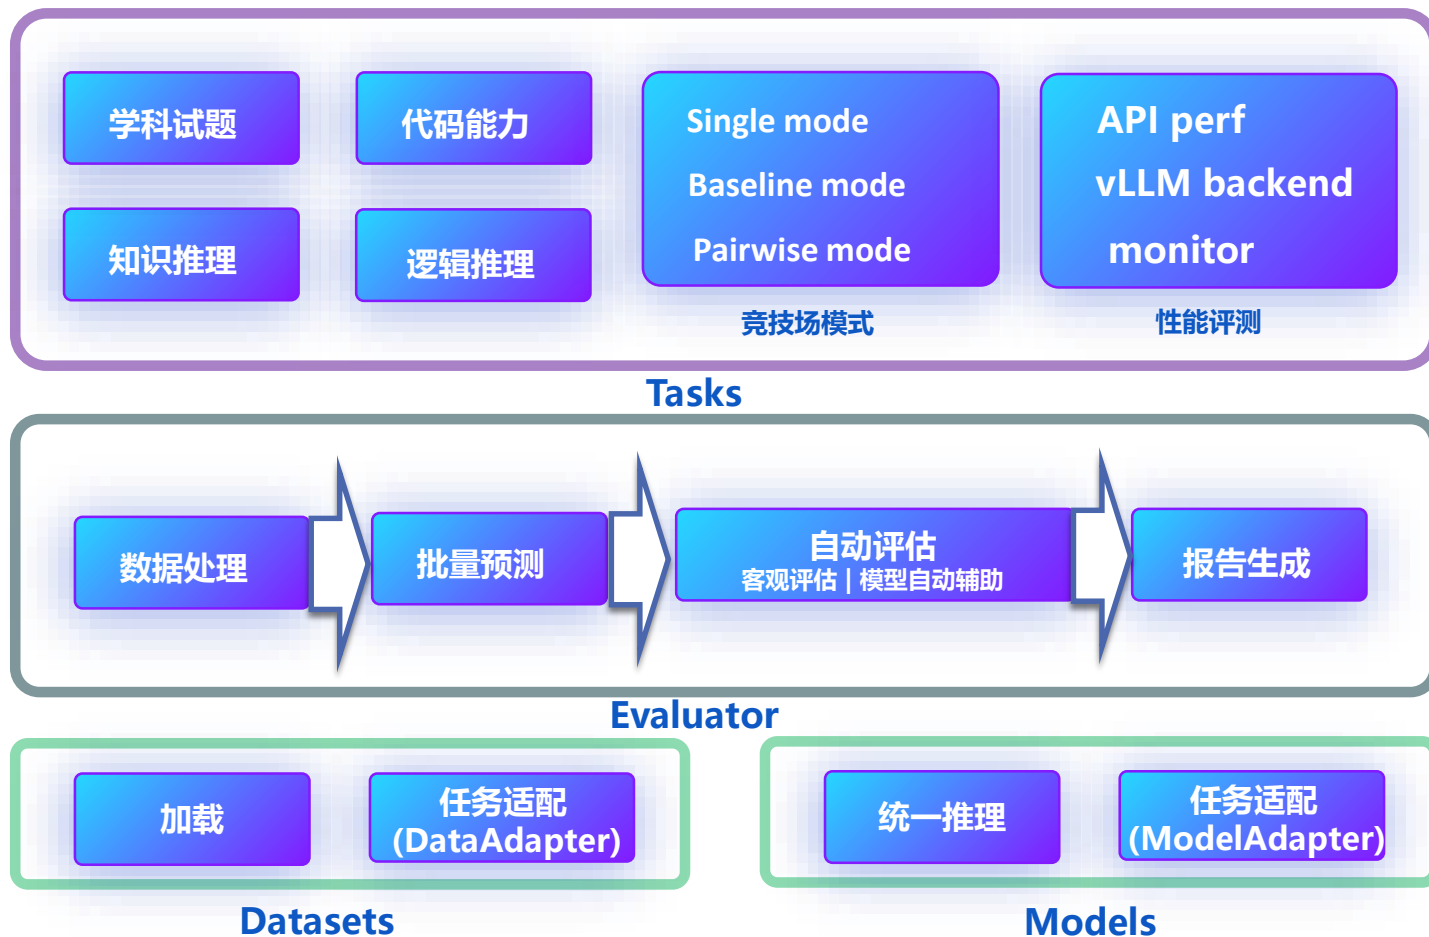 学科试题
代码能力
知识推理
逻辑推理
Single mode
Baseline mode
Pairwise mode
竞技场模式
API perf
vLLM backend
monitor
性能评测
Tasks
数据处理
批量预测
自动评估
客观评估 | 模型自动辅助
报告生成
Evaluator
加载
任务适配
(DataAdapter)
Datasets
统一推理
任务适配
(ModelAdapter)
Models